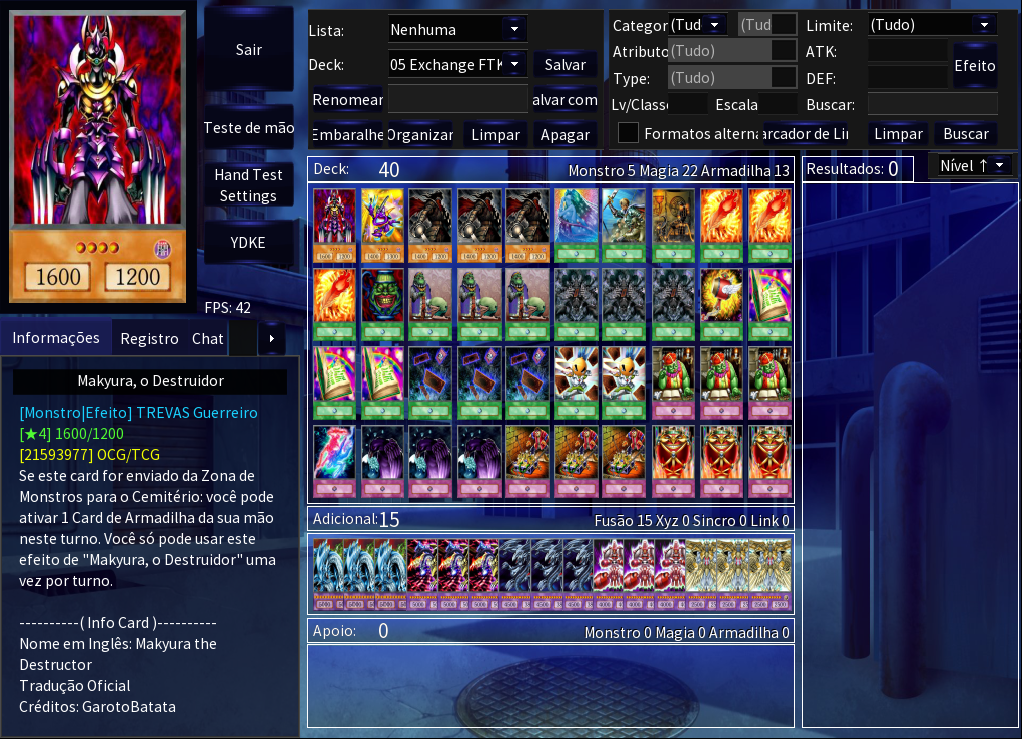 1600 1200
Sair
Teste de mão
Hand Test
Settings
YDKE
FPS: 42
Lista: Nenhuma
Deck: 05 Exchange FTK Salvar
Renomear alvar com
Embaralhe Organizar Limpar Apagar
Categor (Tud (Tud Limite: (Tudo)
Atributo (Tudo) ATK: Efeito
Type: (Tudo) DEF:
Lv/Classe Escala Buscar:
Formatos alterna arcador de Lin Limpar Buscar
Deck: 40 Monstro 5 Magia 22 Armadilha 13
Resultados: 0 Nível ↑
Informações Registro Chat
Makyura, o Destruidor
[Monstro|Efeito] TREVAS Guerreiro
[★4] 1600/1200
[21593977] OCG/TCG
Se este card for enviado da Zona de
Monstros para o Cemitério: você pode
ativar 1 Card de Armadilha da sua mão
neste turno. Você só pode usar este
efeito de "Makyura, o Destruidor" uma
vez por turno.
----------( Info Card )----------
Nome em Inglês: Makyura the
Destructor
Tradução Oficial
Créditos: GarotoBatata
Adicional: 15 Fusão 15 Xyz 0 Sincro 0 Link 0
Apoio: 0 Monstro 0 Magia 0 Armadilha 0